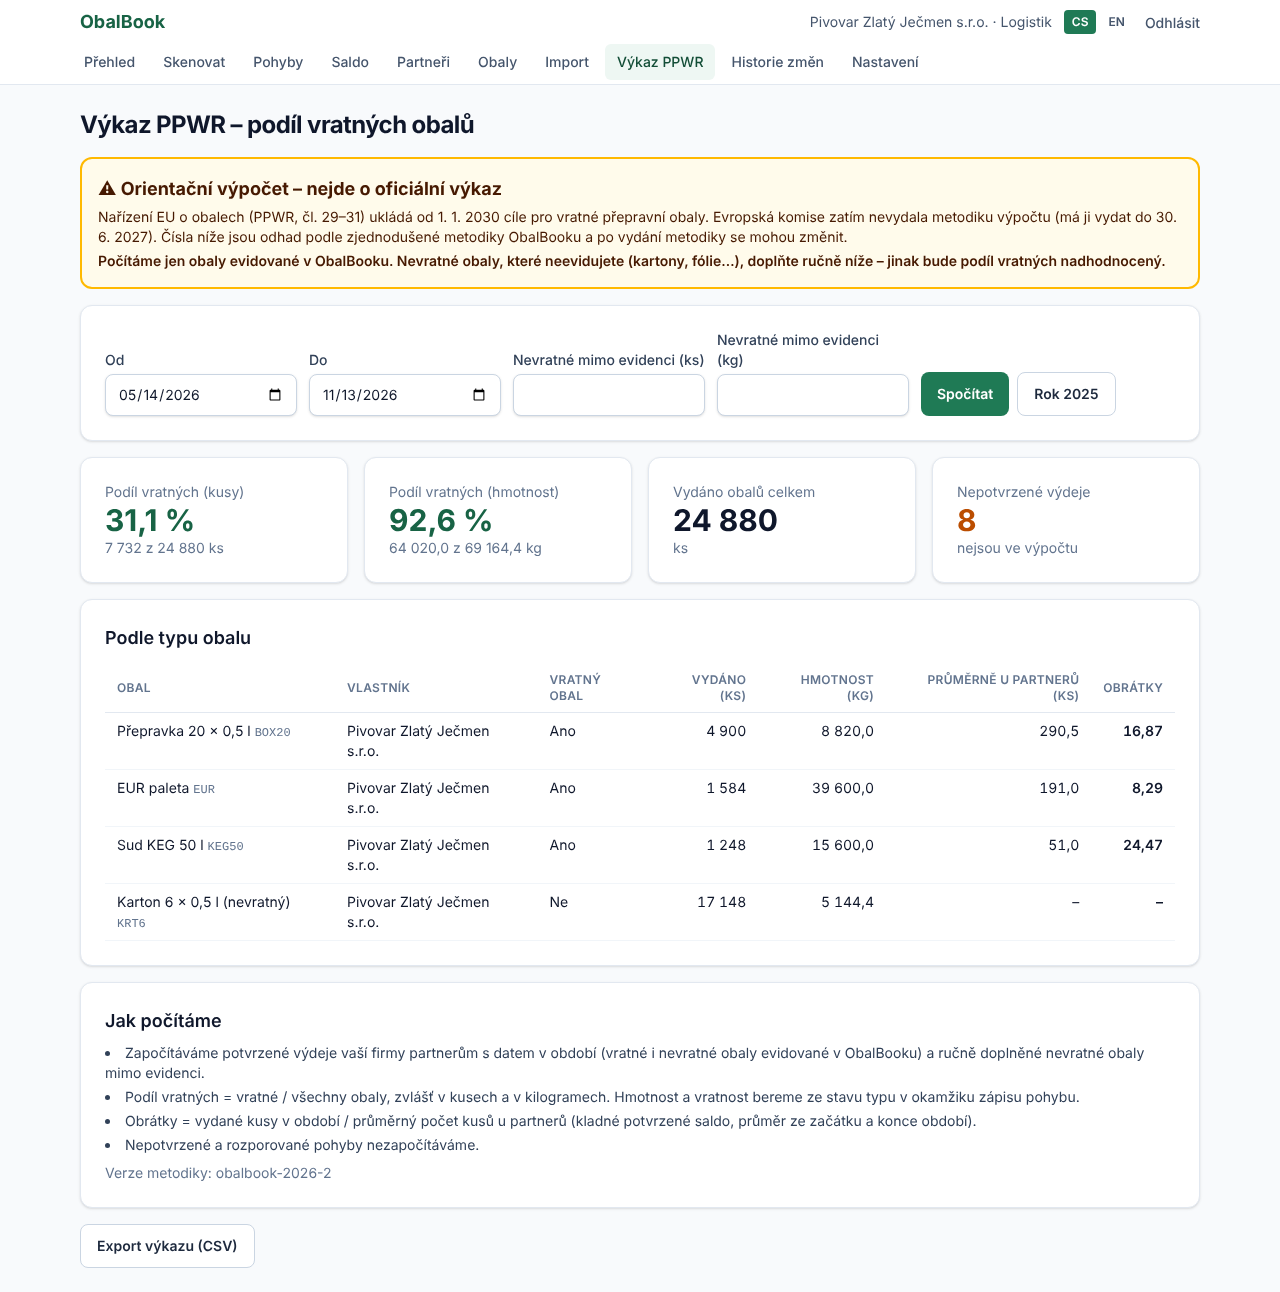 ObalBook
Pivovar Zlatý Ječmen s.r.o. · Logistik CS EN Odhlásit
Přehled Skenovat Pohyby Saldo Partneři Obaly Import Výkaz PPWR Historie změn Nastavení
Výkaz PPWR – podíl vratných obalů
⚠ Orientační výpočet – nejde o oficiální výkaz
Nařízení EU o obalech (PPWR, čl. 29–31) ukládá od 1. 1. 2030 cíle pro vratné přepravní obaly. Evropská komise zatím nevydala metodiku výpočtu (má ji vydat do 30.
6. 2027). Čísla níže jsou odhad podle zjednodušené metodiky ObalBooku a po vydání metodiky se mohou změnit.
Počítáme jen obaly evidované v ObalBooku. Nevratné obaly, které neevidujete (kartony, fólie…), doplňte ručně níže – jinak bude podíl vratných nadhodnocený.
Od
05/14/2026
Do
11/13/2026
Nevratné mimo evidenci (ks)
Nevratné mimo evidenci
(kg)
Spočítat
Rok 2025
Podíl vratných (kusy)
31,1 %
7 732 z 24 880 ks
Podíl vratných (hmotnost)
92,6 %
64 020,0 z 69 164,4 kg
Vydáno obalů celkem
24 880
ks
Nepotvrzené výdeje
8
nejsou ve výpočtu
Podle typu obalu
OBAL
VLASTNÍK
VRATNÝ
OBAL
VYDÁNO
(KS)
HMOTNOST
(KG)
PRŮMĚRNĚ U PARTNERŮ
(KS)
OBRÁTKY
Přepravka 20 × 0,5 l BOX20
Pivovar Zlatý Ječmen
s.r.o.
Ano
4 900
8 820,0
290,5
16,87
EUR paleta EUR
Pivovar Zlatý Ječmen
s.r.o.
Ano
1 584
39 600,0
191,0
8,29
Sud KEG 50 l KEG50
Pivovar Zlatý Ječmen
s.r.o.
Ano
1 248
15 600,0
51,0
24,47
Karton 6 × 0,5 l (nevratný)
KRT6
Pivovar Zlatý Ječmen
s.r.o.
Ne
17 148
5 144,4
–
–
Jak počítáme
• Započítáváme potvrzené výdeje vaší firmy partnerům s datem v období (vratné i nevratné obaly evidované v ObalBooku) a ručně doplněné nevratné obaly
mimo evidenci.
• Podíl vratných = vratné / všechny obaly, zvlášť v kusech a v kilogramech. Hmotnost a vratnost bereme ze stavu typu v okamžiku zápisu pohybu.
• Obrátky = vydané kusy v období / průměrný počet kusů u partnerů (kladné potvrzené saldo, průměr ze začátku a konce období).
• Nepotvrzené a rozporované pohyby nezapočítáváme.
Verze metodiky: obalbook-2026-2
Export výkazu (CSV)